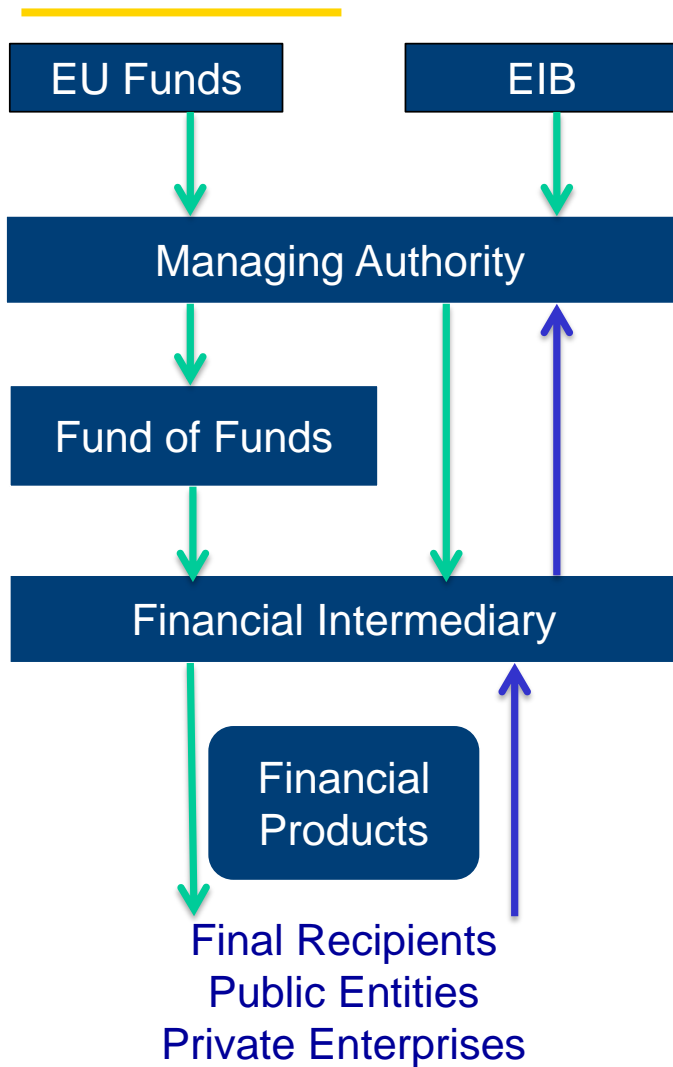 EU Funds
EIB
Managing Authority
Fund of Funds
Financial Intermediary
Financial
Products
Final Recipients
Public Entities
Private Enterprises